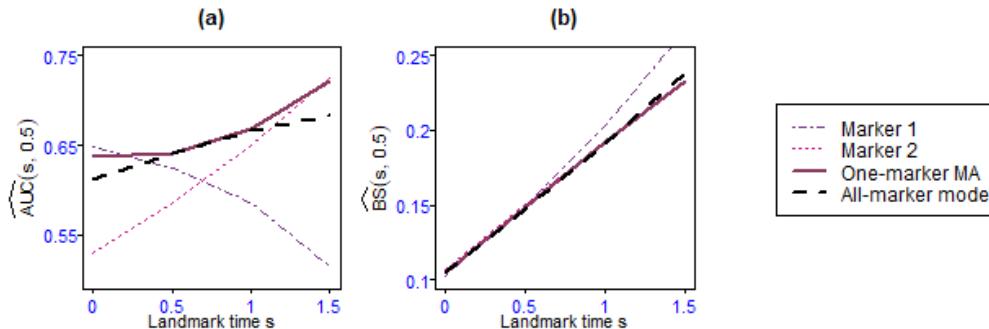 (a)
0.75
0.65
0.55
AUC(s, 0.5)
0
0.5
1
1.5
Landmark time s
(b)
0.25
0.2
0.15
0.1
BS(s, 0.5)
0
0.5
1
1.5
Landmark time s
Marker 1
Marker 2
One-marker MA
All-marker mode